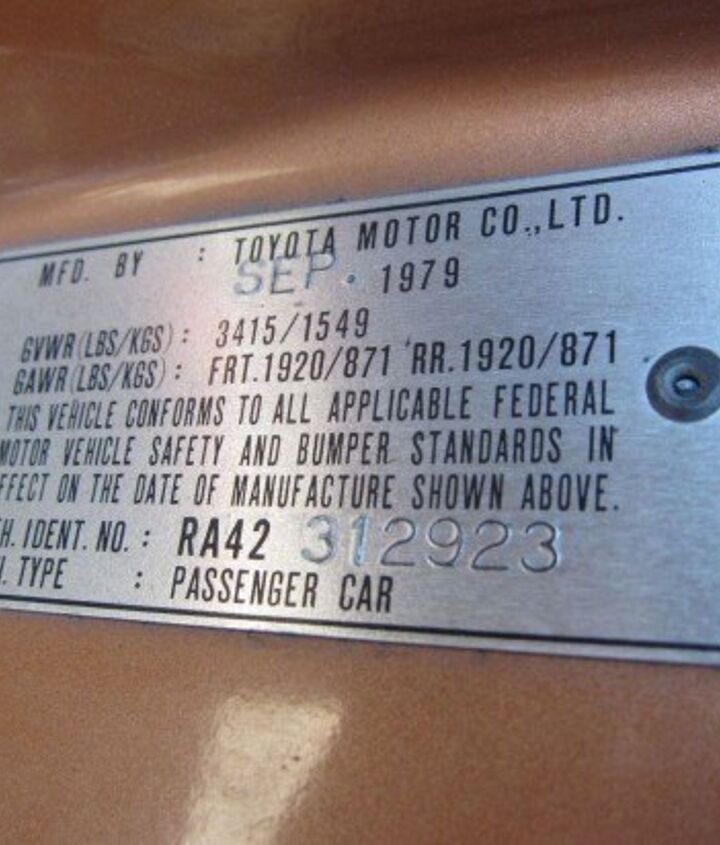 MFD. BY : TOYOTA MOTOR CO.,LTD.
SEP. 1979
GVWR(LBS/KGS): 3415/1549
GAWR(LBS/KGS): FRT.1920/871 RR.1920/871
THIS VEHICLE CONFORMS TO ALL APPLICABLE FEDERAL
MOTOR VEHICLE SAFETY AND BUMPER STANDARDS IN
FFECT ON THE DATE OF MANUFACTURE SHOWN ABOVE.
H. IDENT. NO.: RA42 312923
. TYPE : PASSENGER CAR